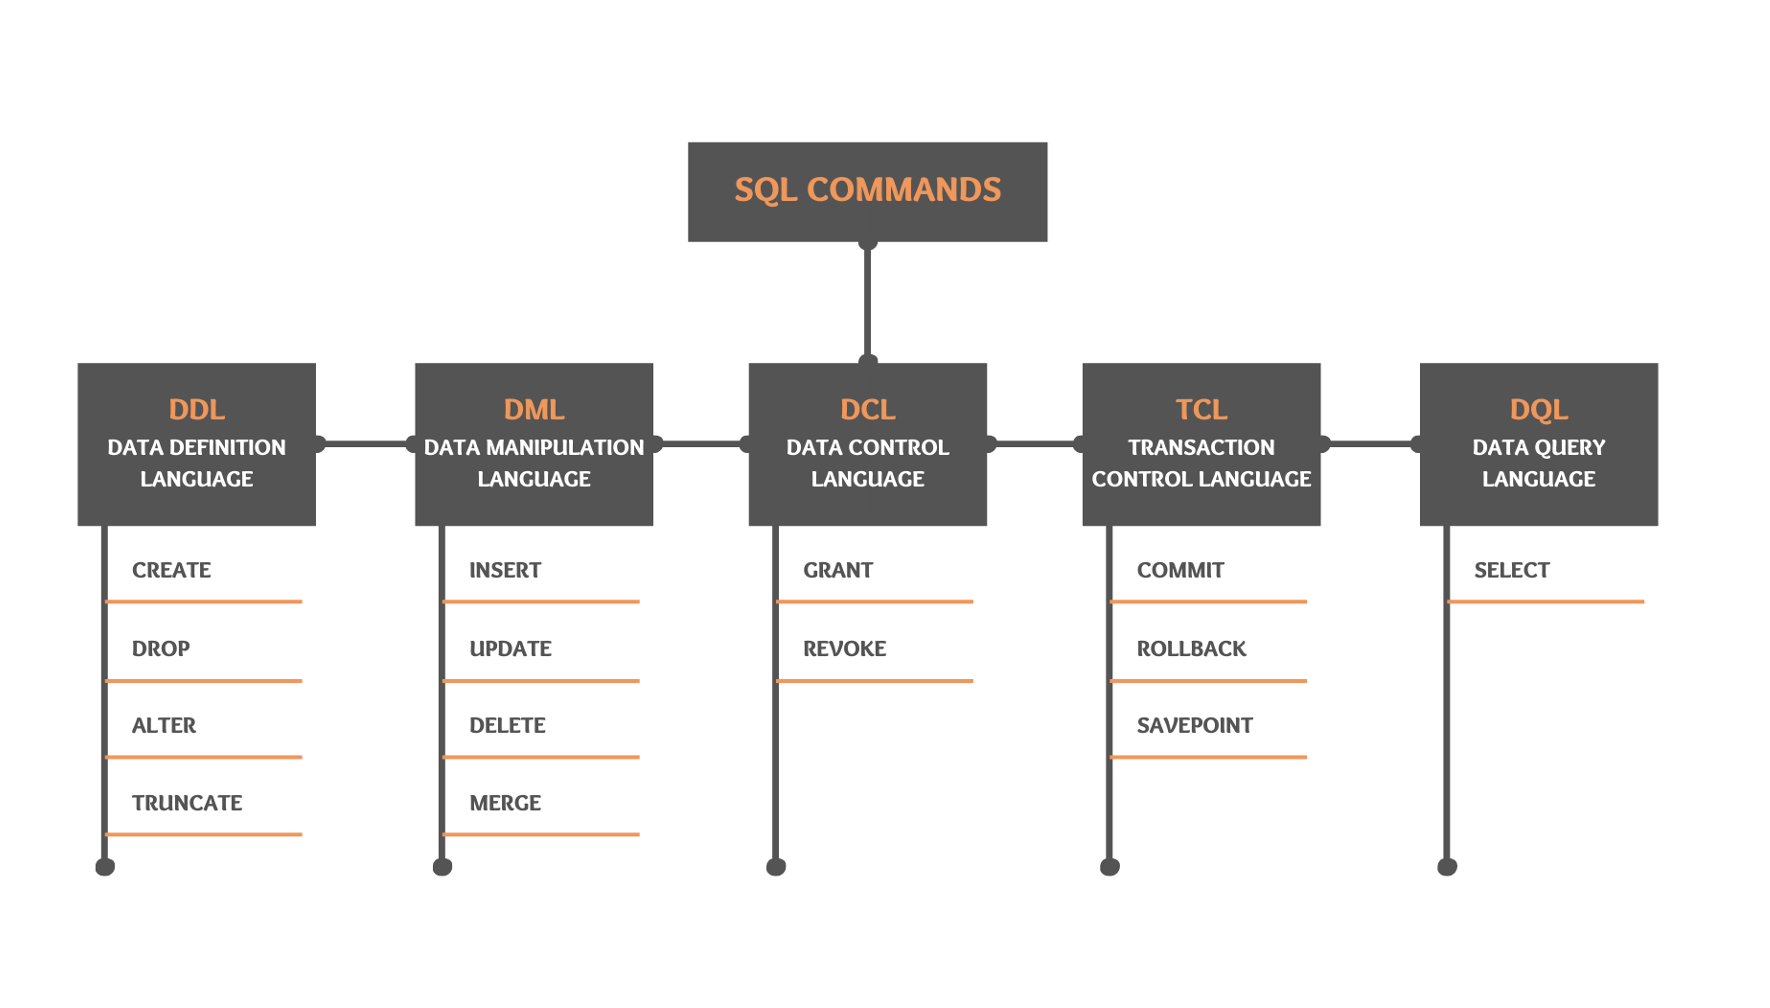 SQL COMMANDS
DDL
DATA DEFINITION
LANGUAGE
CREATE
DROP
ALTER
TRUNCATE
DML
DATA MANIPULATION
LANGUAGE
INSERT
UPDATE
DELETE
MERGE
DCL
DATA CONTROL
LANGUAGE
GRANT
REVOKE
TCL
TRANSACTION
CONTROL LANGUAGE
COMMIT
ROLLBACK
SAVEPOINT
DQL
DATA QUERY
LANGUAGE
SELECT